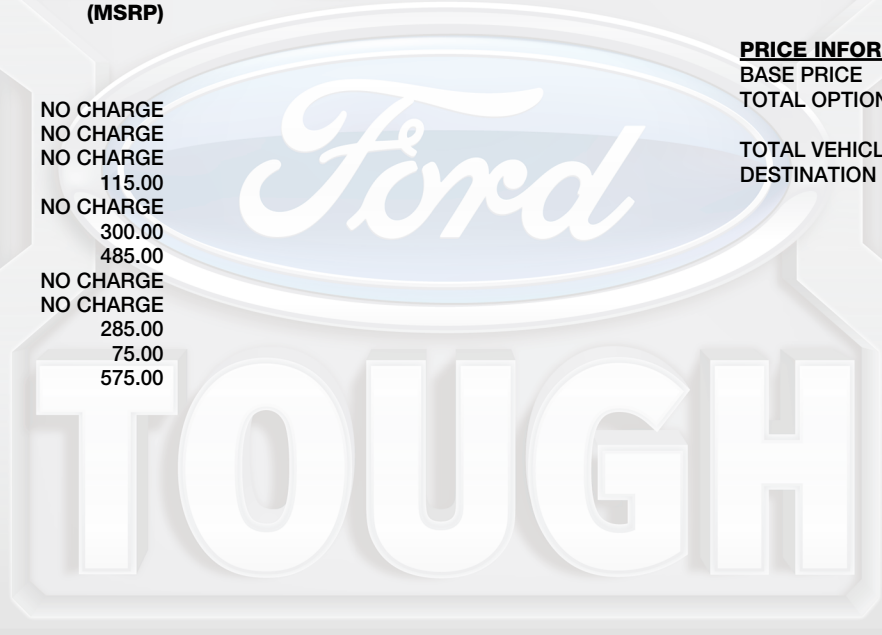 (MSRP)
NO CHARGE
NO CHARGE
NO CHARGE
115.00
NO CHARGE
300.00
485.00
NO CHARGE
NO CHARGE
285.00
75.00
575.00
PRICE INFOR
BASE PRICE
TOTAL OPTION
TOTAL VEHICL
DESTINATION
Ford
TOUGH